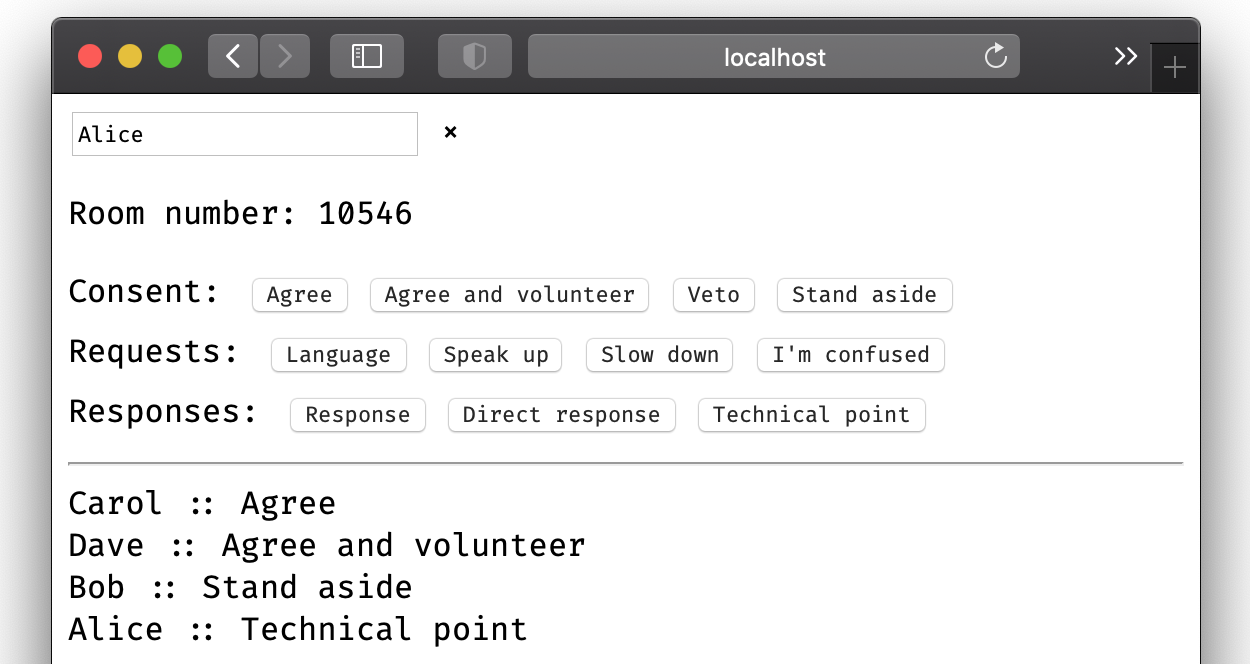 localhost
Alice ×
Room number: 10546
Consent: Agree Agree and volunteer Veto Stand aside
Requests: Language Speak up Slow down I'm confused
Responses: Response Direct response Technical point
Carol :: Agree
Dave :: Agree and volunteer
Bob :: Stand aside
Alice :: Technical point